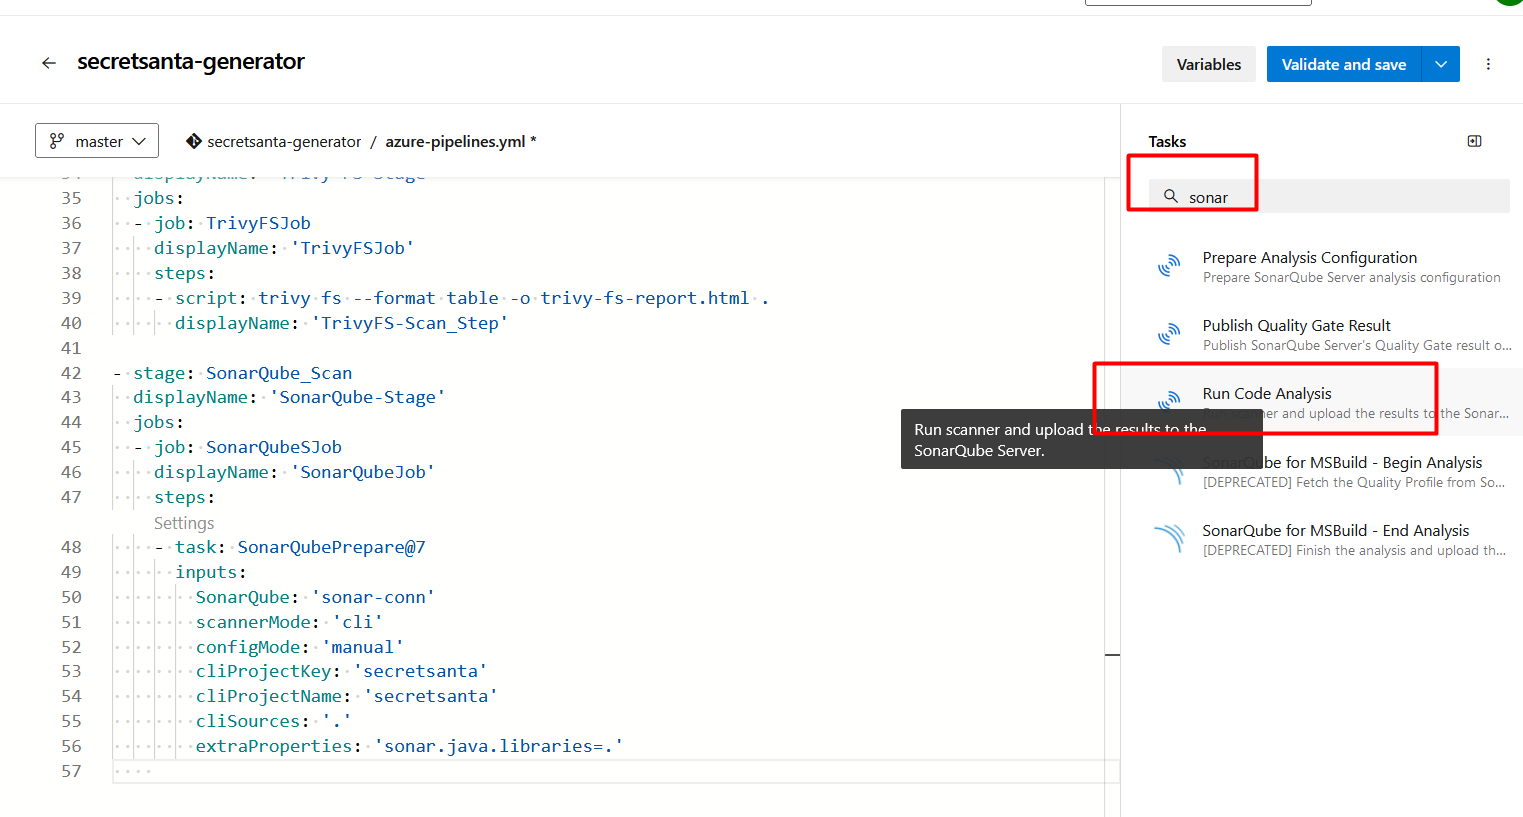 secretsanta-generator
Variables
Validate and save
master
secretsanta-generator / azure-pipelines.yml *
displayName: 'Trivy-FS-Stage'
35 jobs:
36 - job: TrivyFSJob
37 displayName: 'TrivyFSJob'
38 steps:
39 - script: trivy fs --format table -o trivy-fs-report.html .
40 displayName: 'TrivyFS-Scan_Step'
41
42 - stage: SonarQube_Scan
43 displayName: 'SonarQube-Stage'
44 jobs:
45 - job: SonarQubeSJob
46 displayName: 'SonarQubeJob'
47 steps:
Settings
48 - task: SonarQubePrepare@7
49 inputs:
50 SonarQube: 'sonar-conn'
51 scannerMode: 'cli'
52 configMode: 'manual'
53 cliProjectKey: 'secretsanta'
54 cliProjectName: 'secretsanta'
55 cliSources: '.'
56 extraProperties: 'sonar.java.libraries=.'
57
Tasks
sonar
Prepare Analysis Configuration
Prepare SonarQube Server analysis configuration
Publish Quality Gate Result
Publish SonarQube Server's Quality Gate result o...
Run Code Analysis
Run scanner and upload the results to the Sonar...
Run scanner and upload the results to the
SonarQube Server.
SonarQube for MSBuild - Begin Analysis
[DEPRECATED] Fetch the Quality Profile from So...
SonarQube for MSBuild - End Analysis
[DEPRECATED] Finish the analysis and upload th...